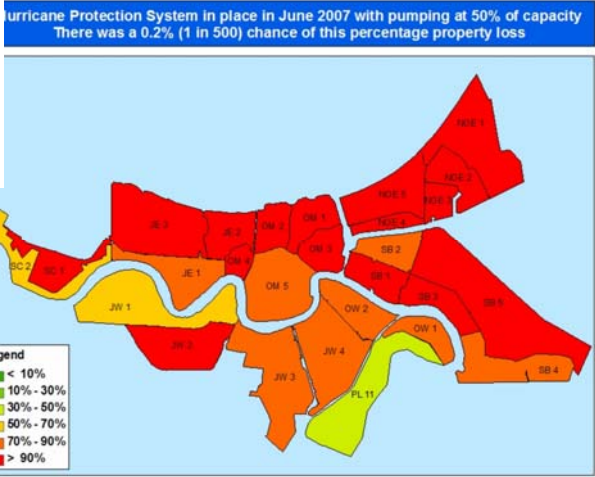 urricane Protection System in place in June 2007 with pumping at 50% of capacity
There was a 0.2% (1 in 500) chance of this percentage property loss
NOE 1
NOE 2
NOE 5
NOE 3
NOE 4
JE 3
JE 2
OM 2
OM 1
OM 3
OM 4
SB 2
SC 2
SC 1
JE 1
OM 5
SB 1
SB 3
SB 5
JW 1
OW 2
OW 1
JW 2
JW 4
JW 3
SB 4
PL 11
gend
< 10%
10% - 30%
30% - 50%
50% - 70%
70% - 90%
> 90%